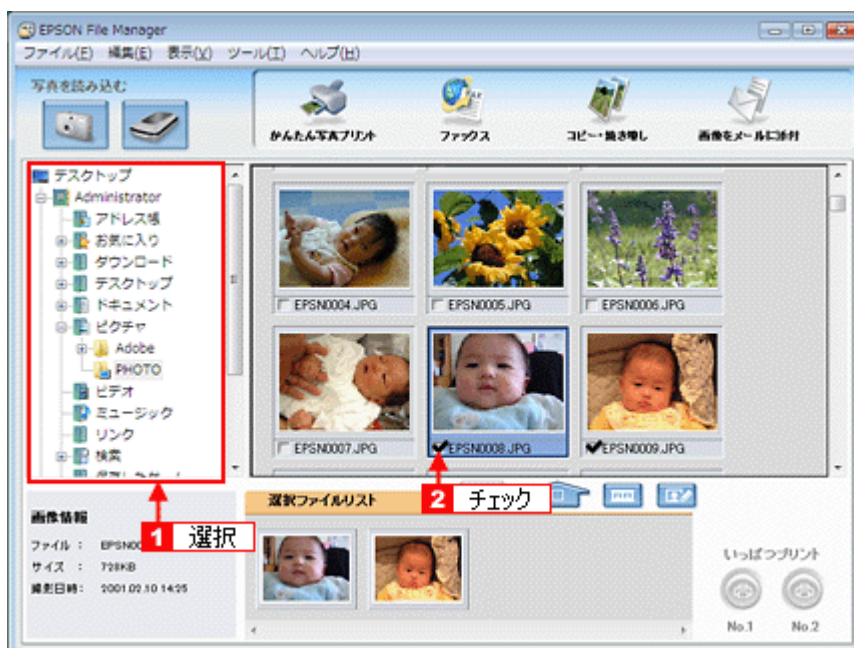 EPSON File Manager
ファイル(F) 編集(E) 表示(V) ツール(T) ヘルプ(H)
写真を読み込む
かんたん写真プリント
ファックス
コピー・焼き増し
画像をメールに添付
デスクトップ
Administrator
アドレス帳
お気に入り
ダウンロード
デスクトップ
ドキュメント
ピクチャ
Adobe
PHOTO
ビデオ
ミュージック
リンク
検索
EPSN0004.JPG
EPSN0005.JPG
EPSN0006.JPG
EPSN0007.JPG
EPSN0008.JPG
EPSN0009.JPG
1 選択
2 チェック
選択ファイルリスト
画像情報
ファイル :
サイズ : 728KB
撮影日時: 2001.02.10 14:25
いっぱつプリント
No.1 No.2